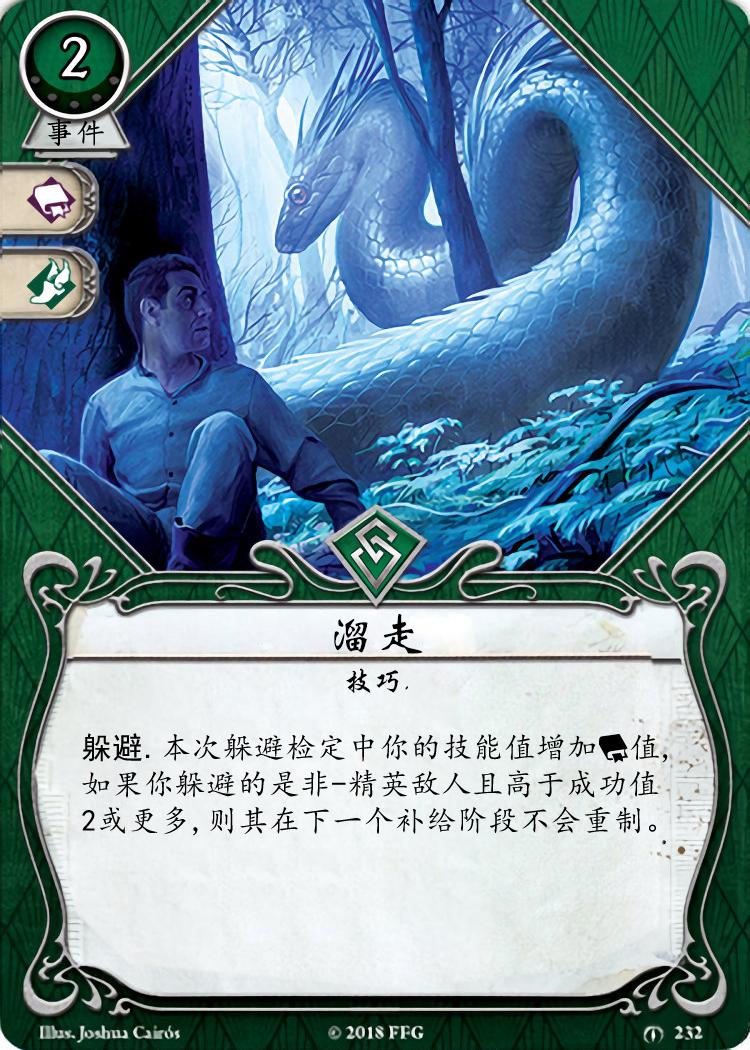 2
事件
溜走
技巧.
躲避. 本次躲避检定中你的技能值增加值,
如果你躲避的是非-精英敌人且高于成功值
2或更多, 则其在下一个补给阶段不会重制。
Illus. Joshua Cairós
© 2018 FFG
232